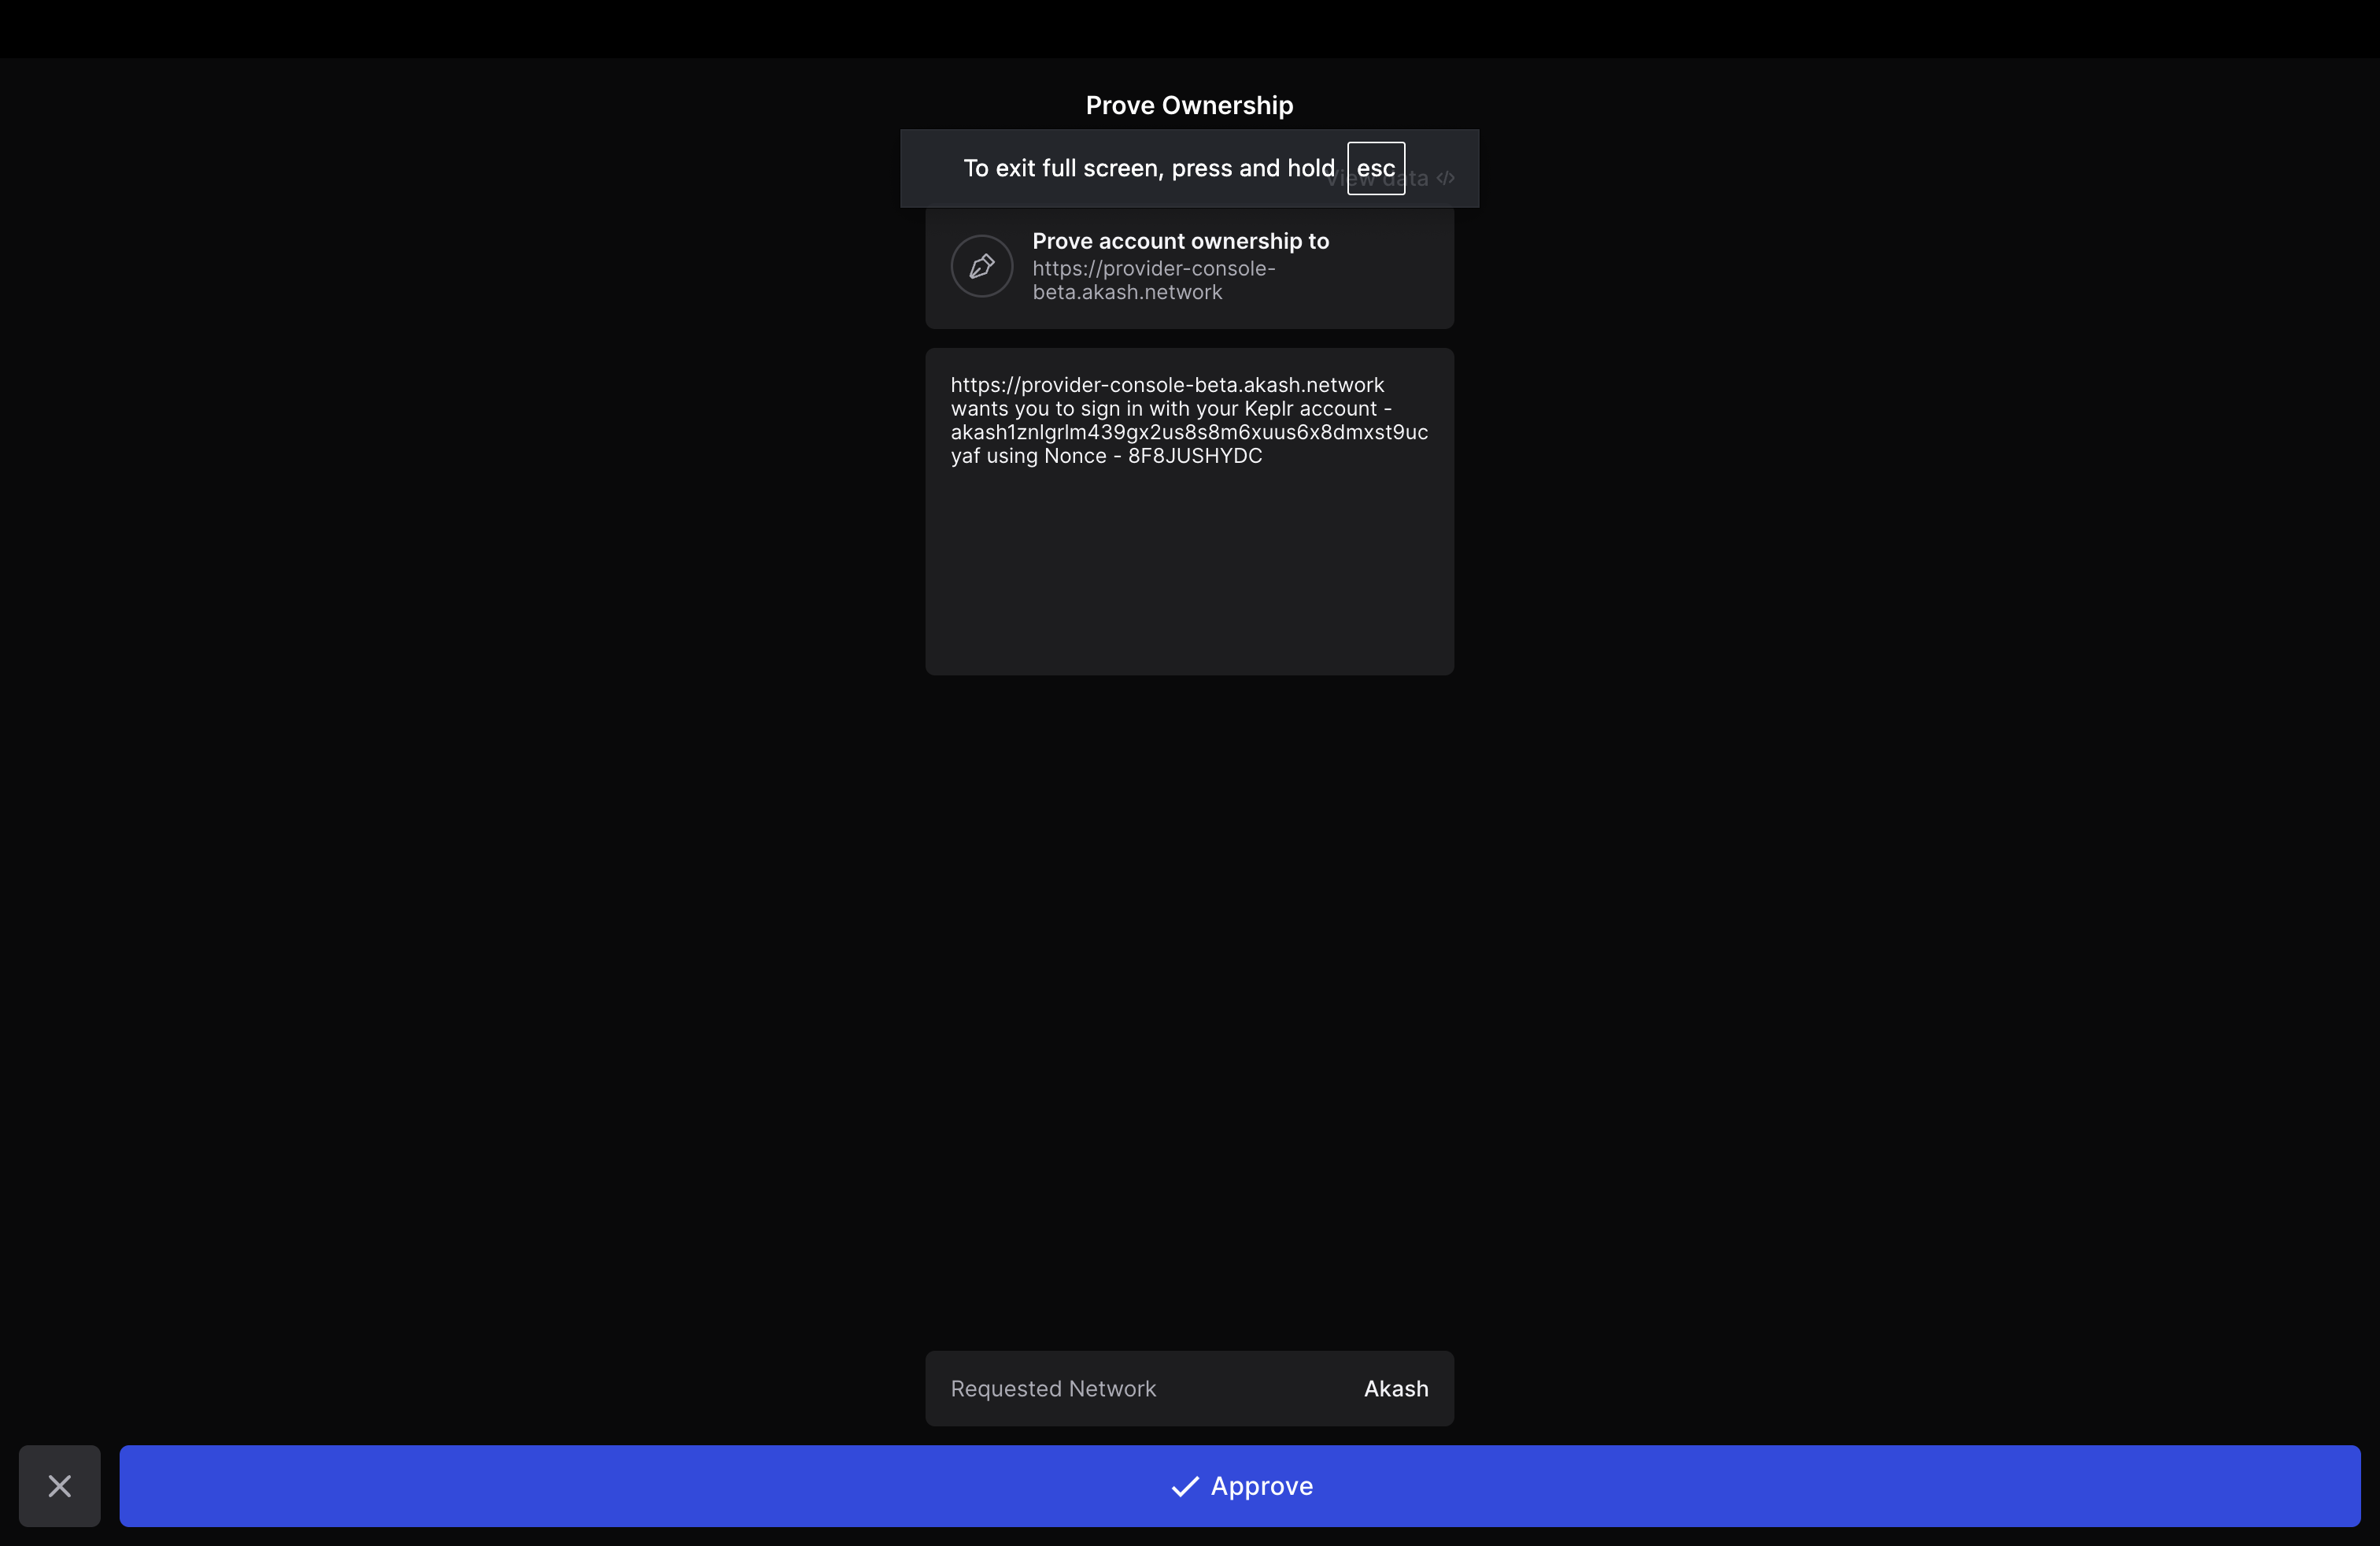 Prove Ownership
To exit full screen, press and hold esc
View data </>
Prove account ownership to
https://provider-console-
beta.akash.network
https://provider-console-beta.akash.network
wants you to sign in with your Keplr account -
akash1znlgrlm439gx2us8s8m6xuus6x8dmxst9uc
yaf using Nonce - 8F8JUSHYDC
Requested Network Akash
Approve